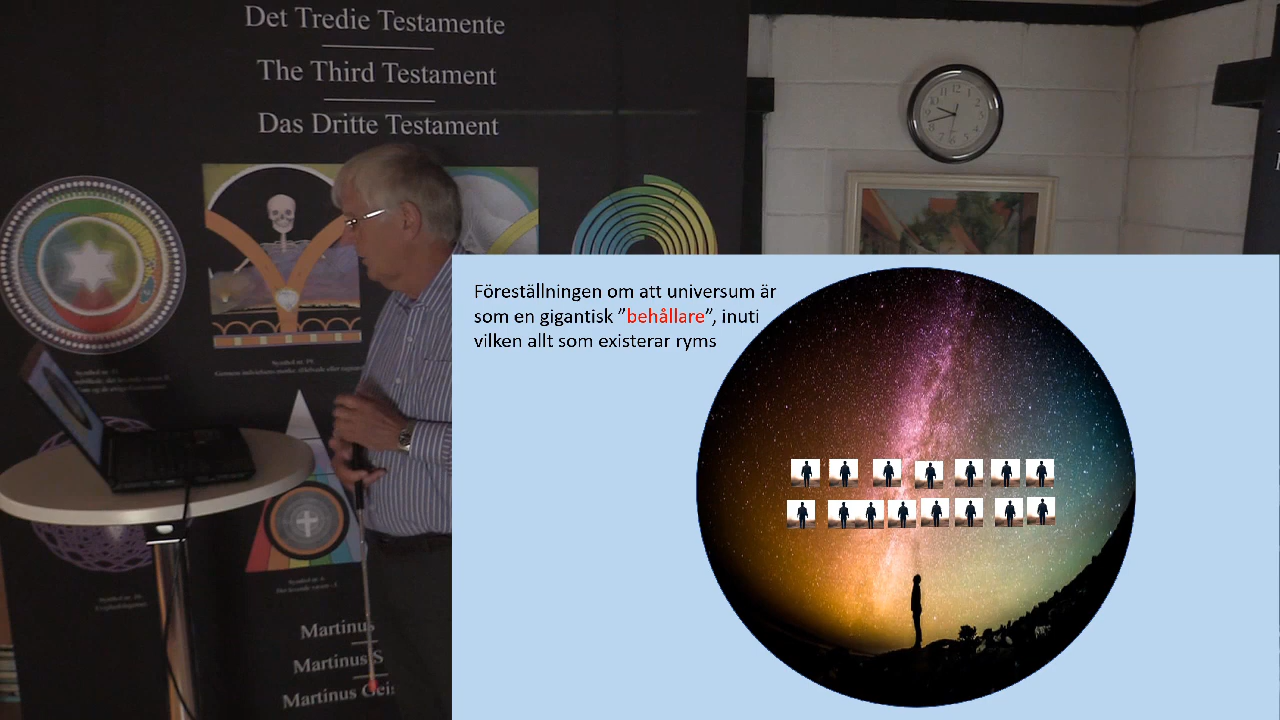 Det Tredie Testamente
The Third Testament
Das Dritte Testament
Föreställningen om att universum är
som en gigantisk ”behållare”, inuti
vilken allt som existerar ryms
Martinus
Martinus S
Martinus Gei